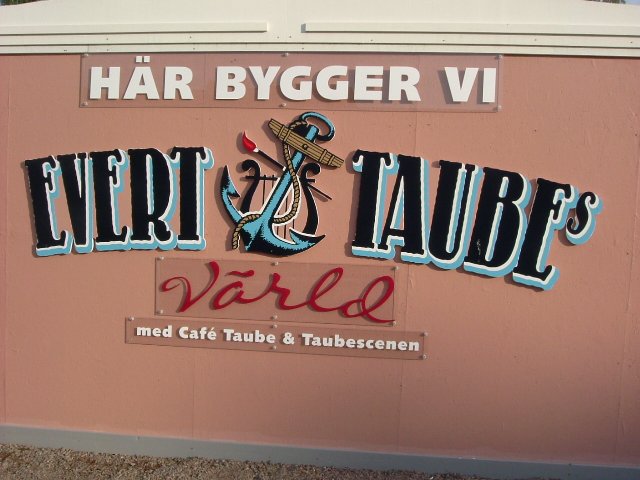 HÄR BYGGER VI
EVERT TAUBEs
värld
med Café Taube & Taubescenen